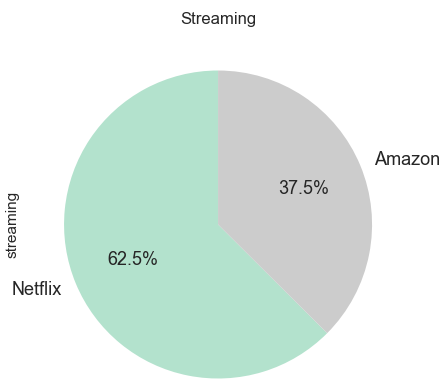 Streaming
Amazon
37.5%
streaming
62.5%
Netflix